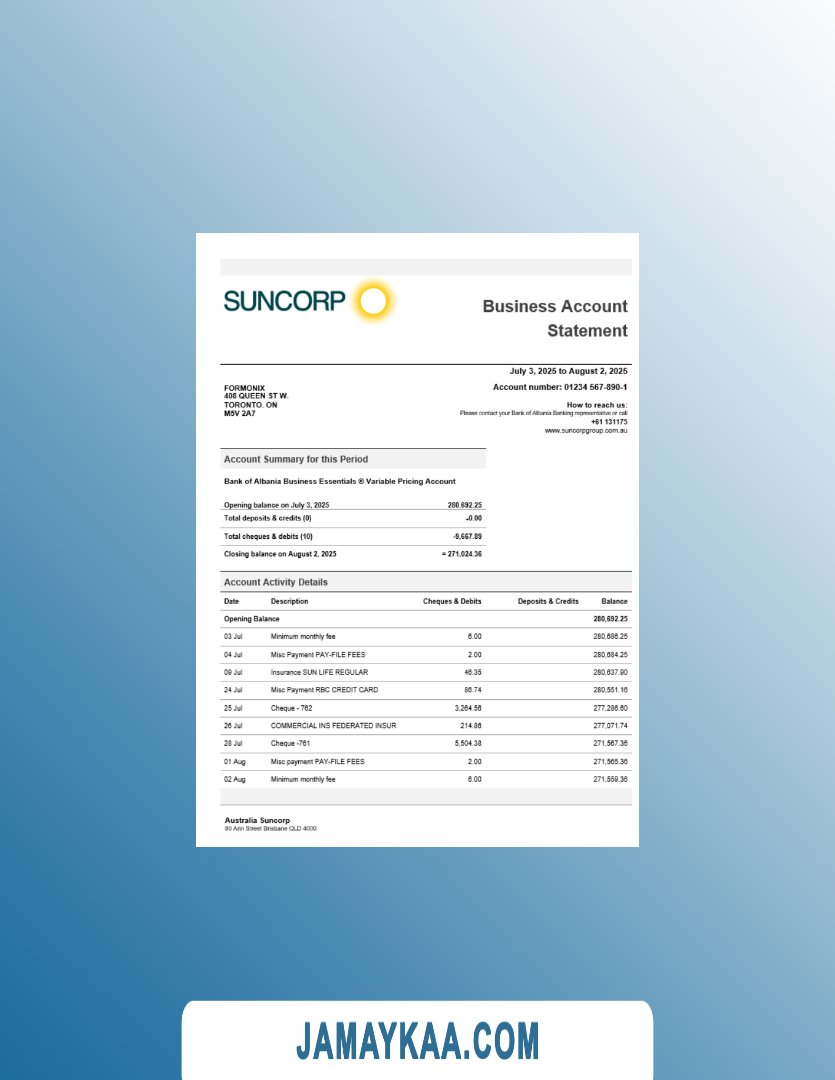 SUNCORP
Business Account
Statement
July 3, 2025 to August 2, 2025
Account number: 01234 567-890-1
FORMONIX
408 QUEEN ST W.
TORONTO. ON
M5V 2A7
How to reach us:
Please contact your Bank of Albania Banking representative or call
+61 131175
www.suncorpgroup.com.au
Account Summary for this Period
Bank of Albania Business Essentials ® Variable Pricing Account
Opening balance on July 3, 2025 280.692.25
Total deposits & credits (0) +0.00
Total cheques & debits (10) -9,667.89
Closing balance on August 2, 2025 = 271,024.36
Account Activity Details
Date Description Cheques & Debits Deposits & Credits Balance
Opening Balance 280,692.25
03 Jul Minimum monthly fee 6.00 280,686.25
04 Jul Misc Payment PAY-FILE FEES 2.00 280,684.25
09 Jul Insurance SUN LIFE REGULAR 46.35 280,637.90
24 Jul Misc Payment RBC CREDIT CARD 86.74 280,551.16
25 Jul Cheque - 762 3,264.56 277,286.60
26 Jul COMMERCIAL INS FEDERATED INSUR 214.86 277,071.74
28 Jul Cheque -761 5,504.38 271,567.36
01 Aug Misc payment PAY-FILE FEES 2.00 271,565.36
02 Aug Minimum monthly fee 6.00 271,559.36
Australia Suncorp
80 Ann Street Brisbane QLD 4000
JAMAYKAA.COM